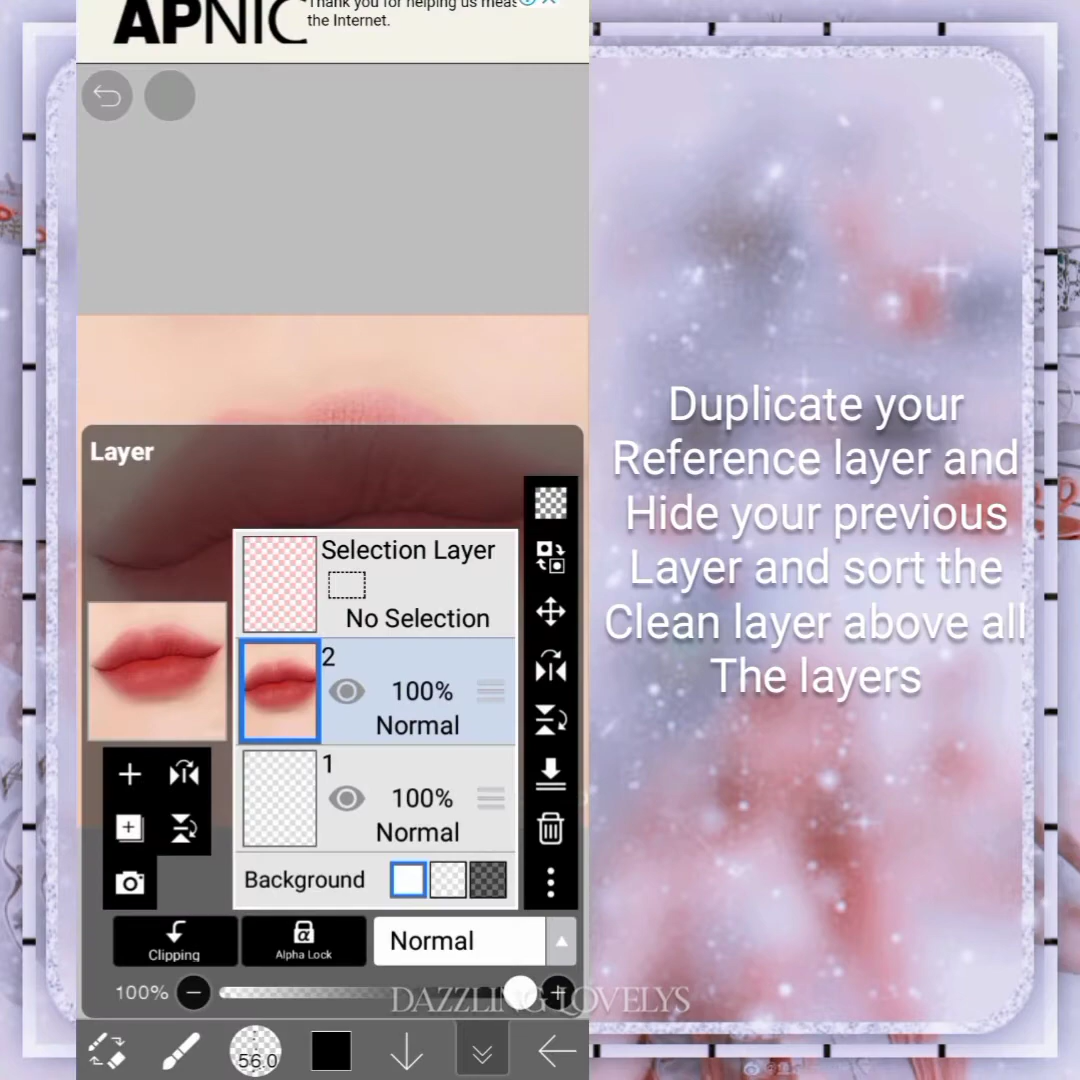 APNIC
Thank you for helping us meas
the Internet.
Layer
Selection Layer
No Selection
2
100%
Normal
1
100%
Normal
Background
Clipping
α
Alpha Lock
Normal
100%
56.0
DAZZLING LOVELYS
Duplicate your
Reference layer and
Hide your previous
Layer and sort the
Clean layer above all
The layers